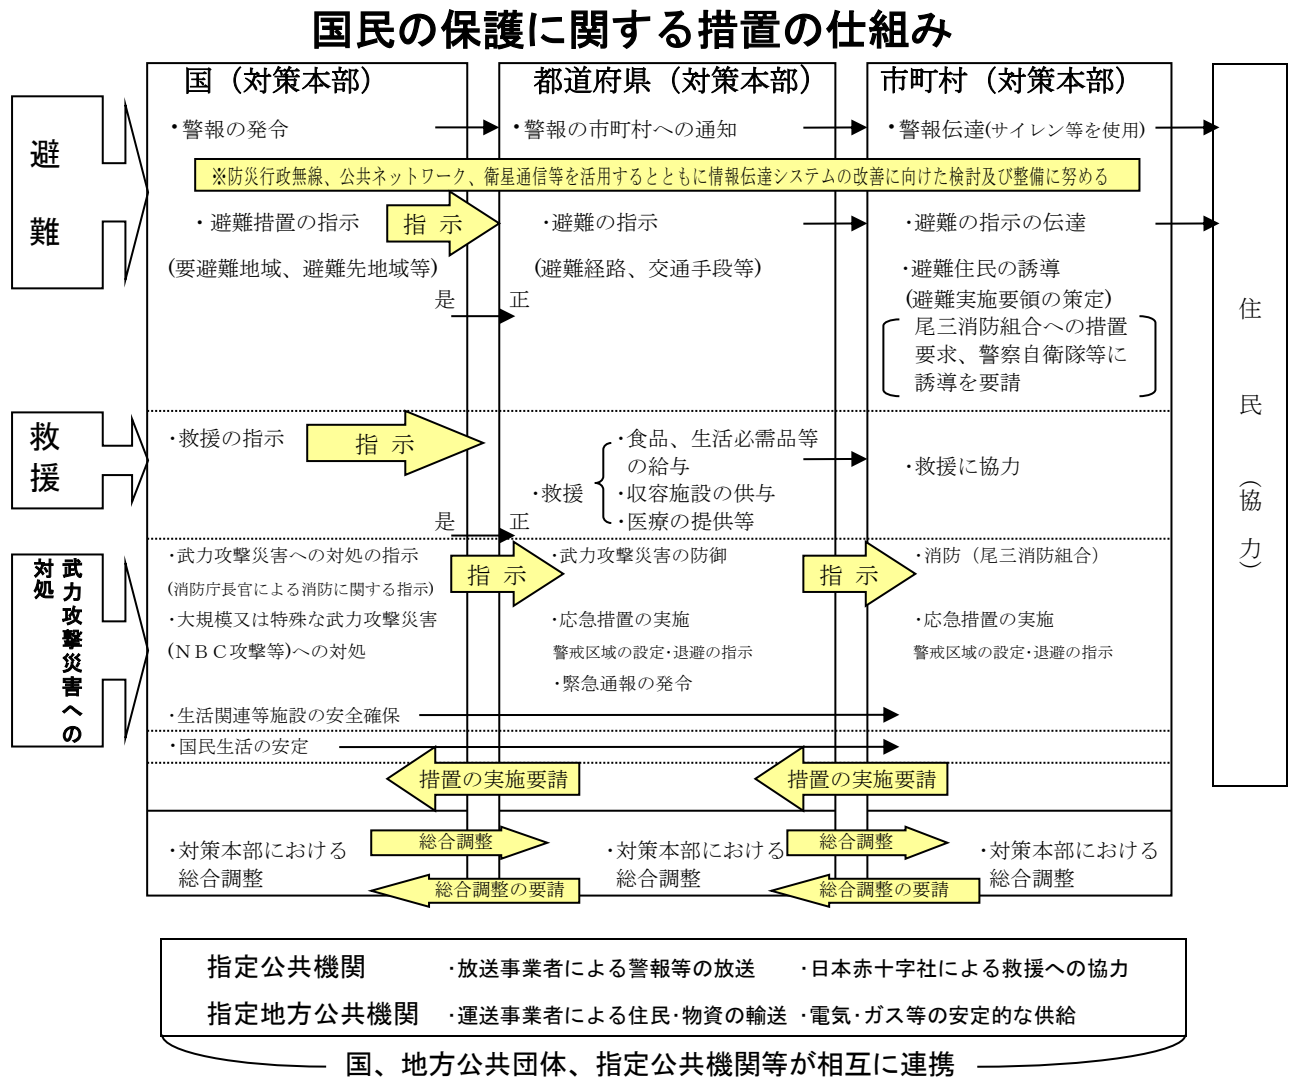 国民の保護に関する措置の仕組み
国（対策本部）
都道府県（対策本部）
市町村（対策本部）
避難
・警報の発令
・警報の市町村への通知
・警報伝達(サイレン等を使用)
※防災行政無線、公共ネットワーク、衛星通信等を活用するとともに情報伝達システムの改善に向けた検討及び整備に努める
・避難措置の指示
指 示
・避難の指示
・避難の指示の伝達
(要避難地域、避難先地域等)
(避難経路、交通手段等)
・避難住民の誘導
(避難実施要領の策定)
是 正
尾三消防組合への措置
要求、警察自衛隊等に
誘導を要請
住民（協力）
救援
・救援の指示
指 示
・救援
・食品、生活必需品等
の給与
・収容施設の供与
・医療の提供等
・救援に協力
是 正
武力攻撃災害への
対処
・武力攻撃災害への対処の指示
(消防庁長官による消防に関する指示)
指 示
・武力攻撃災害の防御
指 示
・消防（尾三消防組合）
・大規模又は特殊な武力攻撃災害
(ＮＢＣ攻撃等)への対処
・応急措置の実施
警戒区域の設定・退避の指示
・緊急通報の発令
・応急措置の実施
警戒区域の設定・退避の指示
・生活関連等施設の安全確保
・国民生活の安定
措置の実施要請
措置の実施要請
・対策本部における
総合調整
総合調整
総合調整の要請
・対策本部における
総合調整
総合調整
総合調整の要請
・対策本部における
総合調整
指定公共機関
・放送事業者による警報等の放送
・日本赤十字社による救援への協力
指定地方公共機関
・運送事業者による住民・物資の輸送
・電気・ガス等の安定的な供給
国、地方公共団体、指定公共機関等が相互に連携